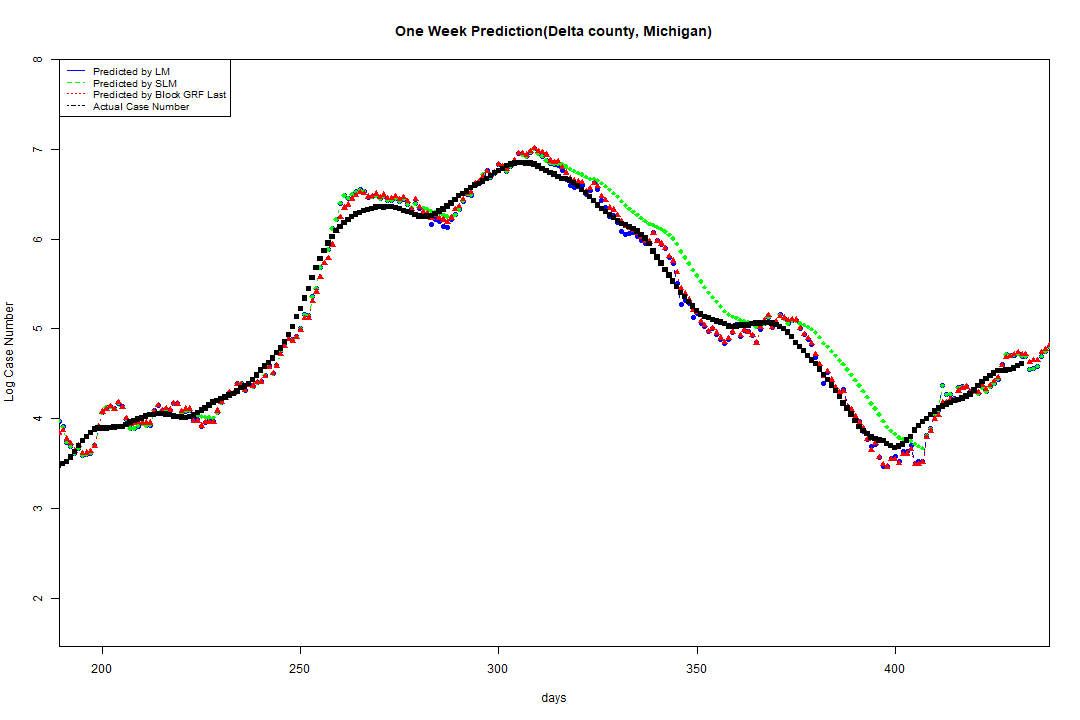 One Week Prediction(Delta county, Michigan)
Predicted by LM
Predicted by SLM
Predicted by Block GRF Last
Actual Case Number
8
7
6
5
4
3
2
Log Case Number
200 250 300 350 400
days